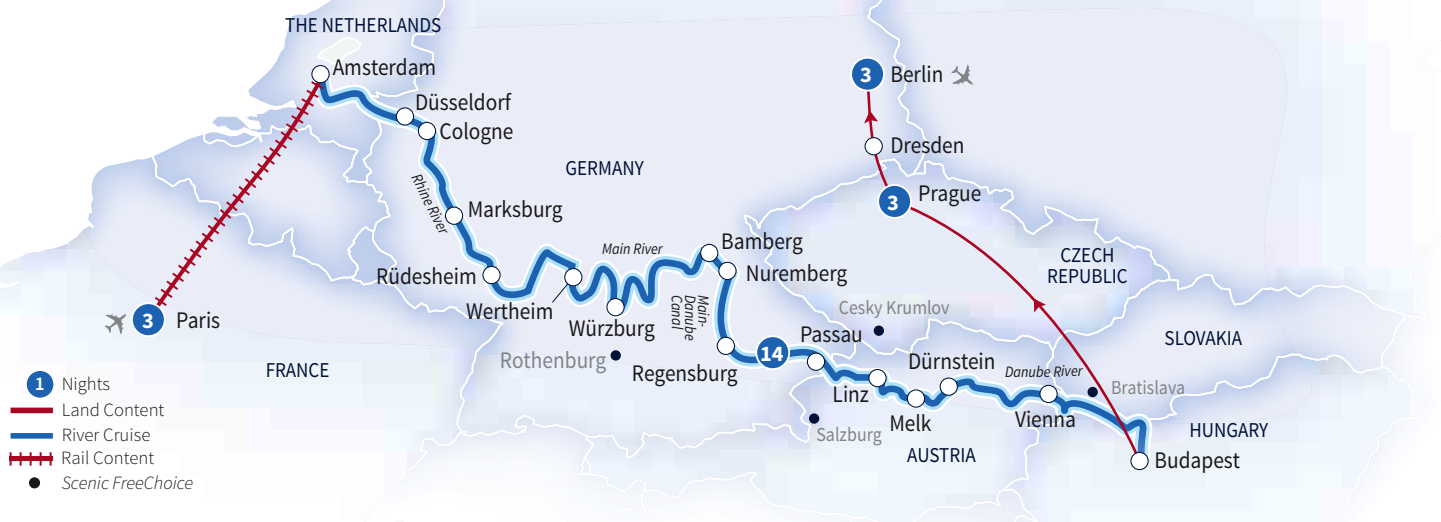 THE NETHERLANDS
Amsterdam
Düsseldorf
Cologne
GERMANY
Rhine River
Marksburg
Rüdesheim
Wertheim
Main River
Würzburg
Rothenburg
Bamberg
Nuremberg
Main-
Danube
Canal
Regensburg
14
Passau
Linz
Melk
Dürnstein
Danube River
Vienna
Bratislava
Budapest
HUNGARY
SLOVAKIA
AUSTRIA
Salzburg
Cesky Krumlov
CZECH
REPUBLIC
3
Prague
Dresden
3
Berlin
3
Paris
FRANCE
1
Nights
Land Content
River Cruise
Rail Content
Scenic FreeChoice